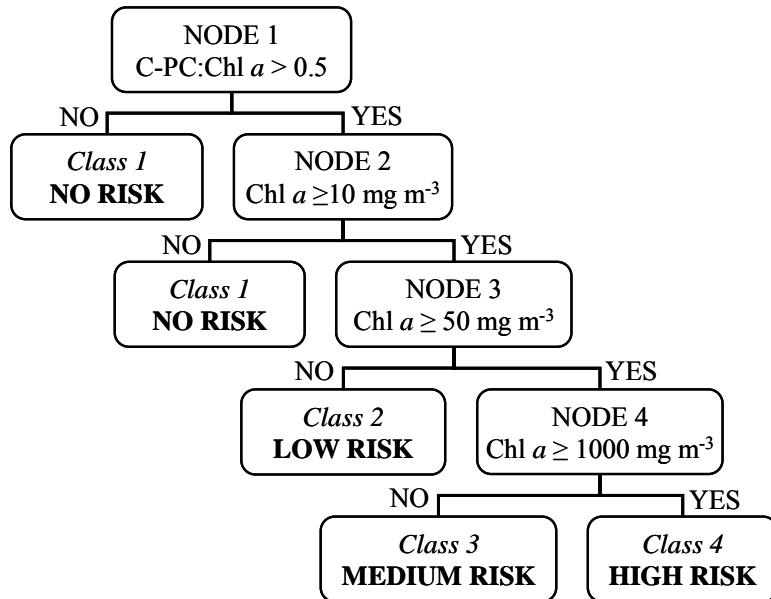 NODE 1
C-PC:Chl a > 0.5
NO
YES
Class 1
NO RISK
NODE 2
Chl a ≥10 mg m-3
NO
YES
Class 1
NO RISK
NODE 3
Chl a ≥ 50 mg m-3
NO
YES
Class 2
LOW RISK
NODE 4
Chl a ≥ 1000 mg m-3
NO
YES
Class 3
MEDIUM RISK
Class 4
HIGH RISK